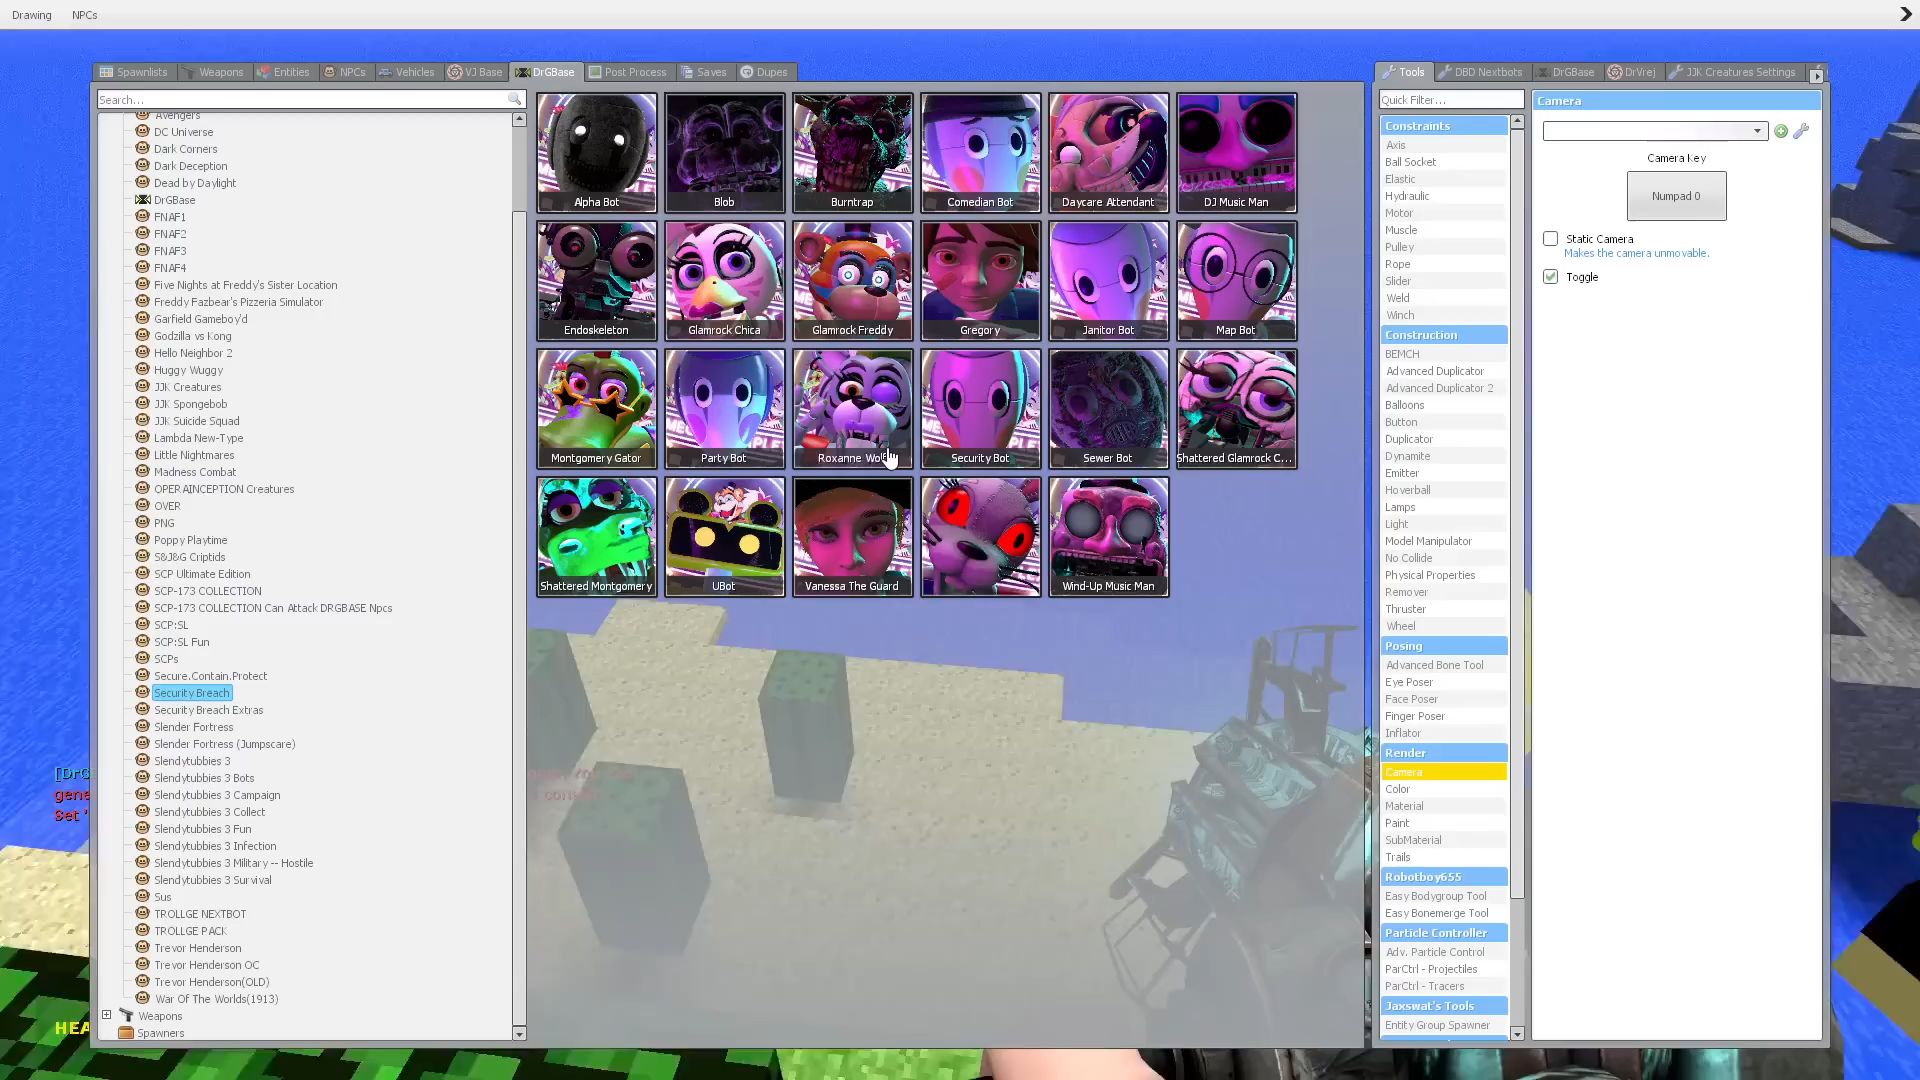 Drawing NPCs
Spawnlists Weapons Entities NPCs Vehicles VJ Base DrGBase Post Process Saves Dupes
Tools DBD Nextbots DrGBase DrVrej JJK Creatures Settings
Search...
Avengers
DC Universe
Dark Corners
Dark Deception
Dead by Daylight
DrGBase
FNAF1
FNAF2
FNAF3
FNAF4
Five Nights at Freddy's Sister Location
Freddy Fazbear's Pizzeria Simulator
Garfield Gameboy'd
Godzilla vs Kong
Hello Neighbor 2
Huggy Wuggy
JJK Creatures
JJK Spongebob
JJK Suicide Squad
Lambda New-Type
Little Nightmares
Madness Combat
OPERAINCEPTION Creatures
OVER
PNG
Poppy Playtime
S&J&G Criptids
SCP Ultimate Edition
SCP-173 COLLECTION
SCP-173 COLLECTION Can Attack DRGBASE Npcs
SCP:SL
SCP:SL Fun
SCPs
Secure.Contain.Protect
Security Breach
Security Breach Extras
Slender Fortress
Slender Fortress (Jumpscare)
Slendytubbies 3
Slendytubbies 3 Bots
Slendytubbies 3 Campaign
Slendytubbies 3 Collect
Slendytubbies 3 Fun
Slendytubbies 3 Infection
Slendytubbies 3 Military -- Hostile
Slendytubbies 3 Survival
Sus
TROLLGE NEXTBOT
TROLLGE PACK
Trevor Henderson
Trevor Henderson OC
Trevor Henderson(OLD)
War Of The Worlds(1913)
Weapons
Spawners
Alpha Bot Blob Burntrap Comedian Bot Daycare Attendant DJ Music Man
Endoskeleton Glamrock Chica Glamrock Freddy Gregory Janitor Bot Map Bot
Montgomery Gator Party Bot Roxanne Wolf Security Bot Sewer Bot Shattered Glamrock C...
Shattered Montgomery UBot Vanessa The Guard Wind-Up Music Man
Quick Filter...
Constraints
Axis
Ball Socket
Elastic
Hydraulic
Motor
Muscle
Pulley
Rope
Slider
Weld
Winch
Construction
BEMCH
Advanced Duplicator
Advanced Duplicator 2
Balloons
Button
Duplicator
Dynamite
Emitter
Hoverball
Lamps
Light
Model Manipulator
No Collide
Physical Properties
Remover
Thruster
Wheel
Posing
Advanced Bone Tool
Eye Poser
Face Poser
Finger Poser
Inflator
Render
Camera
Color
Material
Paint
SubMaterial
Trails
Robotboy655
Easy Bodygroup Tool
Easy Bonemerge Tool
Particle Controller
Adv. Particle Control
ParCtrl - Projectiles
ParCtrl - Tracers
Jaxswat's Tools
Entity Group Spawner
Camera
Camera Key
Numpad 0
Static Camera
Makes the camera unmovable.
Toggle
[DrG
gene
Set '
HEA